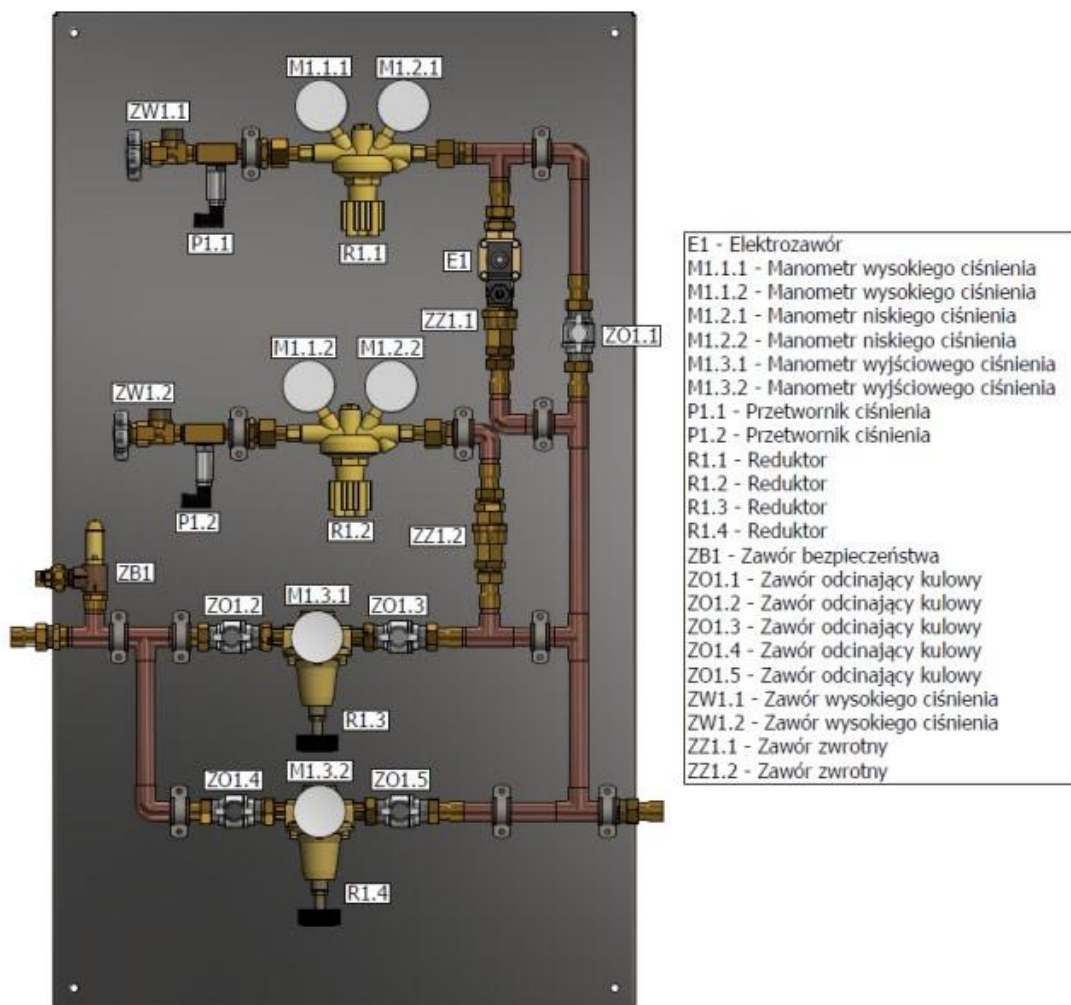 M1.1.1
M1.2.1
ZW1.1
P1.1
R1.1
E1
ZZ1.1
ZO1.1
M1.1.2
M1.2.2
ZW1.2
P1.2
R1.2
ZZ1.2
ZB1
ZO1.2
M1.3.1
ZO1.3
R1.3
ZO1.4
M1.3.2
ZO1.5
R1.4
E1 - Elektrozawór
M1.1.1 - Manometr wysokiego ciśnienia
M1.1.2 - Manometr wysokiego ciśnienia
M1.2.1 - Manometr niskiego ciśnienia
M1.2.2 - Manometr niskiego ciśnienia
M1.3.1 - Manometr wyjściowego ciśnienia
M1.3.2 - Manometr wyjściowego ciśnienia
P1.1 - Przetwornik ciśnienia
P1.2 - Przetwornik ciśnienia
R1.1 - Reduktor
R1.2 - Reduktor
R1.3 - Reduktor
R1.4 - Reduktor
ZB1 - Zawór bezpieczeństwa
ZO1.1 - Zawór odcinający kulowy
ZO1.2 - Zawór odcinający kulowy
ZO1.3 - Zawór odcinający kulowy
ZO1.4 - Zawór odcinający kulowy
ZO1.5 - Zawór odcinający kulowy
ZW1.1 - Zawór wysokiego ciśnienia
ZW1.2 - Zawór wysokiego ciśnienia
ZZ1.1 - Zawór zwrotny
ZZ1.2 - Zawór zwrotny